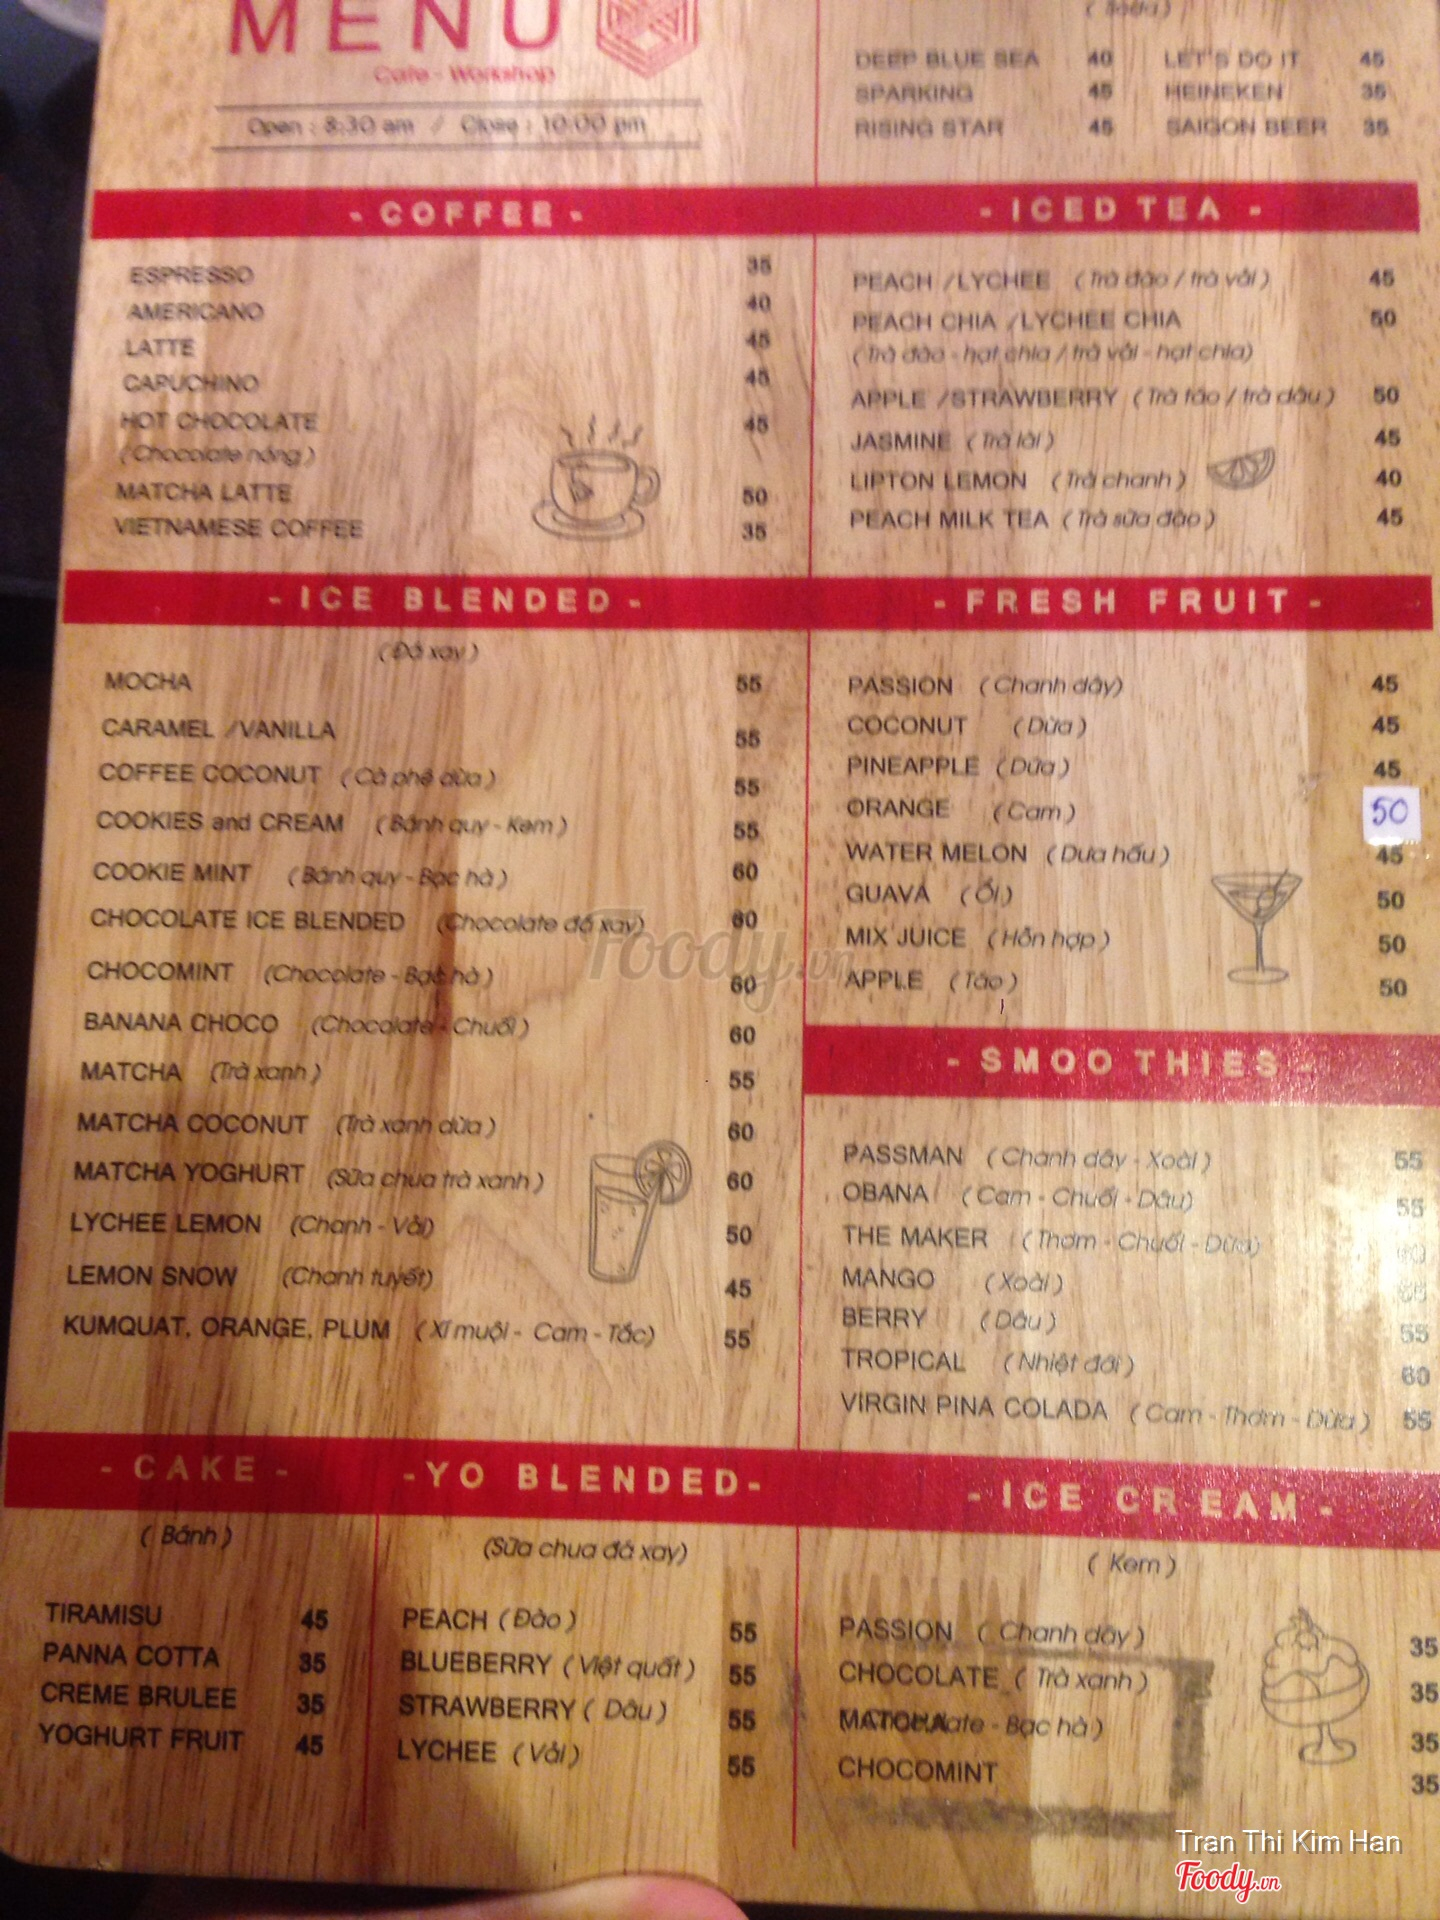 MENU
Cafe - Workshop
Open : 8:30 am / Close : 10:00 pm
( Soda )
DEEP BLUE SEA 40 LET'S DO IT 45
SPARKING 45 HEINEKEN 35
RISING STAR 45 SAIGON BEER 35
- COFFEE -
ESPRESSO 35
AMERICANO 40
LATTE 45
CAPUCHINO 45
HOT CHOCOLATE 45
(Chocolate nóng)
MATCHA LATTE 50
VIETNAMESE COFFEE 35
- ICED TEA -
PEACH /LYCHEE (Trà đào / trà vải) 45
PEACH CHIA /LYCHEE CHIA 50
(Trà đào - hạt chia / trà vải - hạt chia)
APPLE /STRAWBERRY (Trà táo / trà dâu) 50
JASMINE (Trà lài) 45
LIPTON LEMON (Trà chanh) 40
PEACH MILK TEA (Trà sữa đào) 45
- ICE BLENDED -
(Đá xay)
MOCHA 55
CARAMEL /VANILLA 55
COFFEE COCONUT (Cà phê dừa) 55
COOKIES and CREAM (Bánh quy - Kem) 55
COOKIE MINT (Bánh quy - Bạc hà) 60
CHOCOLATE ICE BLENDED (Chocolate đá xay) 60
CHOCOMINT (Chocolate - Bạc hà) 60
BANANA CHOCO (Chocolate - Chuối) 60
MATCHA (Trà xanh) 55
MATCHA COCONUT (Trà xanh dừa) 60
MATCHA YOGHURT (Sữa chua trà xanh) 60
LYCHEE LEMON (Chanh - Vải) 50
LEMON SNOW (Chanh tuyết) 45
KUMQUAT, ORANGE, PLUM (Xí muội - Cam - Tắc) 55
- FRESH FRUIT -
PASSION (Chanh dây) 45
COCONUT (Dừa) 45
PINEAPPLE (Dứa) 45
ORANGE (Cam) 50
WATER MELON (Dưa hấu) 45
GUAVA (Ổi) 50
MIX JUICE (Hỗn hợp) 50
APPLE (Táo) 50
- SMOO THIES -
PASSMAN (Chanh dây - Xoài) 55
OBANA (Cam - Chuối - Dâu) 55
THE MAKER (Thơm - Chuối - Dừa) 60
MANGO (Xoài) 55
BERRY (Dâu) 55
TROPICAL (Nhiệt đới) 60
VIRGIN PINA COLADA (Cam - Thơm - Dừa) 55
- CAKE -
(Bánh)
TIRAMISU 45
PANNA COTTA 35
CREME BRULEE 35
YOGHURT FRUIT 45
-YO BLENDED-
(Sữa chua đá xay)
PEACH (Đào) 55
BLUEBERRY (Việt quất) 55
STRAWBERRY (Dâu) 55
LYCHEE (Vải) 55
- ICE CREAM -
(Kem)
PASSION (Chanh dây) 35
CHOCOLATE (Trà xanh) 35
MATCHA (Chocolate - Bạc hà) 35
CHOCOMINT 35
Foody.vn
Tran Thi Kim Han
Foody.vn